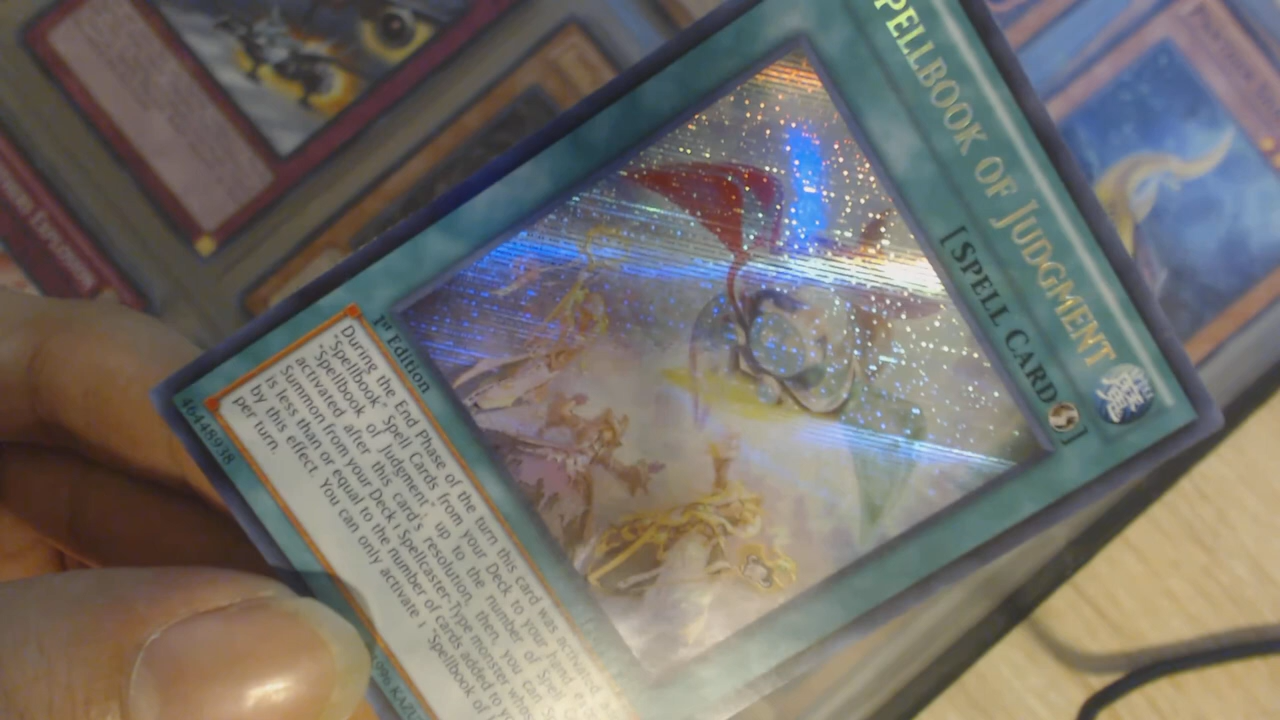 SPELLBOOK OF JUDGMENT
魔
[SPELL CARD]
1st Edition
During the End Phase of the turn this card was activated
"Spellbook" Spell Cards from your Deck to your hand,
"Spellbook of Judgment", up to the number of Spell
activated after this card's resolution, then, you can
Summon from your Deck 1 Spellcaster-Type monster
is less than or equal to the number of cards added to
by this effect. You can only activate 1 "Spellbook of
per turn.
46448938
EXPLOSION